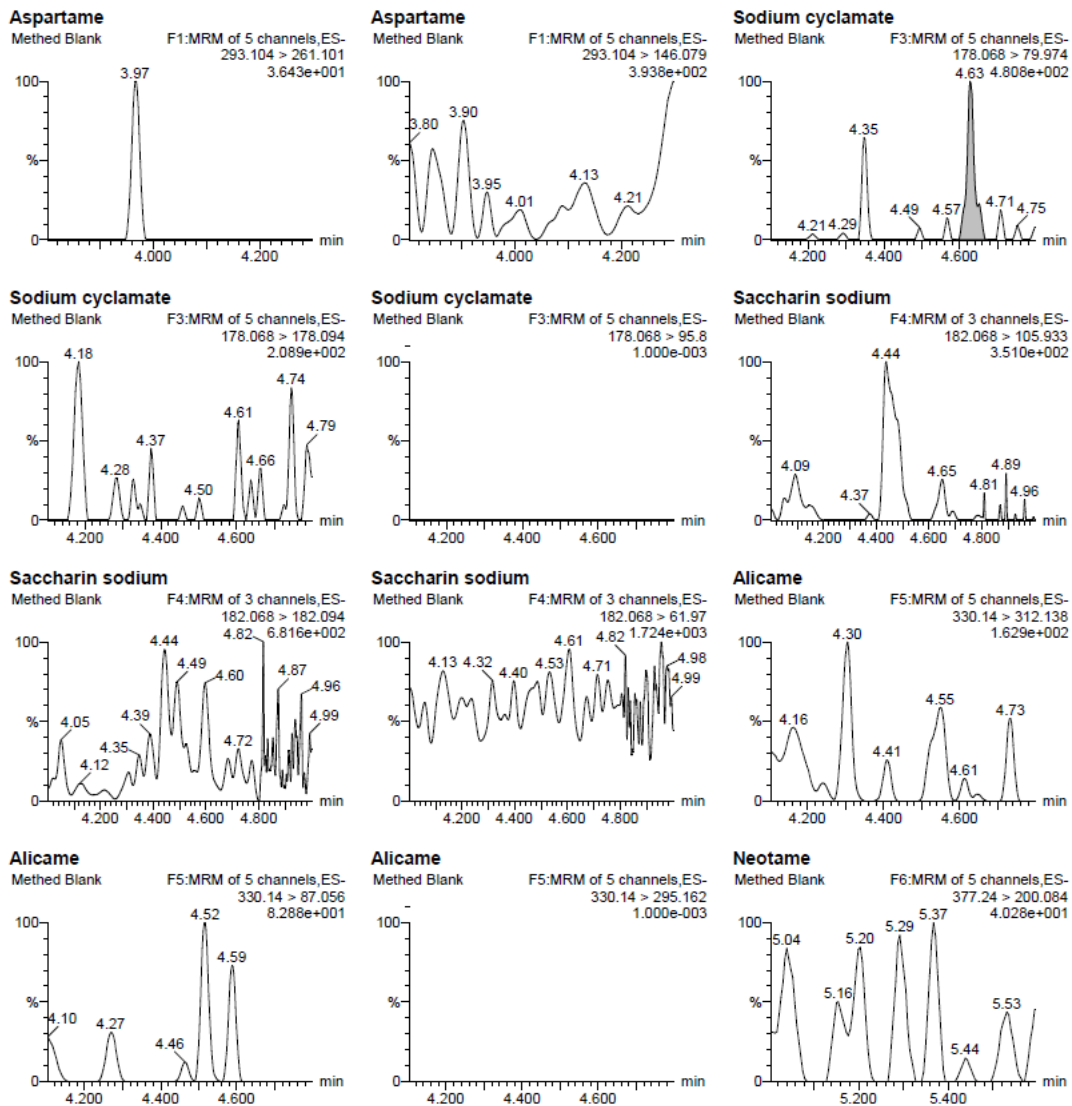 Aspartame
Methed Blank F1:MRM of 5 channels,ES-
293.104 > 261.101
3.643e+001
100
3.97
%
0
min
4.000 4.200
Aspartame
Methed Blank F1:MRM of 5 channels,ES-
293.104 > 146.079
3.938e+002
100
3.80
3.90
3.95
4.01
4.13
4.21
%
0
min
4.000 4.200
Sodium cyclamate
Methed Blank F3:MRM of 5 channels,ES-
178.068 > 79.974
4.63 4.808e+002
100
4.35
4.21
4.29
4.49
4.57
4.71
4.75
%
0
min
4.200 4.400 4.600
Sodium cyclamate
Methed Blank F3:MRM of 5 channels,ES-
178.068 > 178.094
2.089e+002
100
4.18
4.28
4.37
4.50
4.61
4.66
4.74
4.79
%
0
min
4.200 4.400 4.600
Sodium cyclamate
Methed Blank F3:MRM of 5 channels,ES-
178.068 > 95.8
1.000e-003
100
%
0
min
4.200 4.400 4.600
Saccharin sodium
Methed Blank F4:MRM of 3 channels,ES-
182.068 > 105.933
3.510e+002
100
4.44
4.09
4.37
4.65
4.81
4.89
4.96
%
0
min
4.200 4.400 4.600 4.800
Saccharin sodium
Methed Blank F4:MRM of 3 channels,ES-
182.068 > 182.094
6.816e+002
100
4.05
4.12
4.35
4.39
4.44
4.49
4.60
4.72
4.82
4.87
4.96
4.99
%
0
min
4.200 4.400 4.600 4.800
Saccharin sodium
Methed Blank F4:MRM of 3 channels,ES-
182.068 > 61.97
1.724e+003
100
4.13
4.32
4.40
4.53
4.61
4.71
4.82
4.98
4.99
%
0
min
4.200 4.400 4.600 4.800
Alicame
Methed Blank F5:MRM of 5 channels,ES-
330.14 > 312.138
1.629e+002
100
4.16
4.30
4.41
4.55
4.61
4.73
%
0
min
4.200 4.400 4.600
Alicame
Methed Blank F5:MRM of 5 channels,ES-
330.14 > 87.056
8.288e+001
100
4.10
4.27
4.46
4.52
4.59
%
0
min
4.200 4.400 4.600
Alicame
Methed Blank F5:MRM of 5 channels,ES-
330.14 > 295.162
1.000e-003
100
%
0
min
4.200 4.400 4.600
Neotame
Methed Blank F6:MRM of 5 channels,ES-
377.24 > 200.084
4.028e+001
100
5.04
5.16
5.20
5.29
5.37
5.44
5.53
%
0
min
5.200 5.400